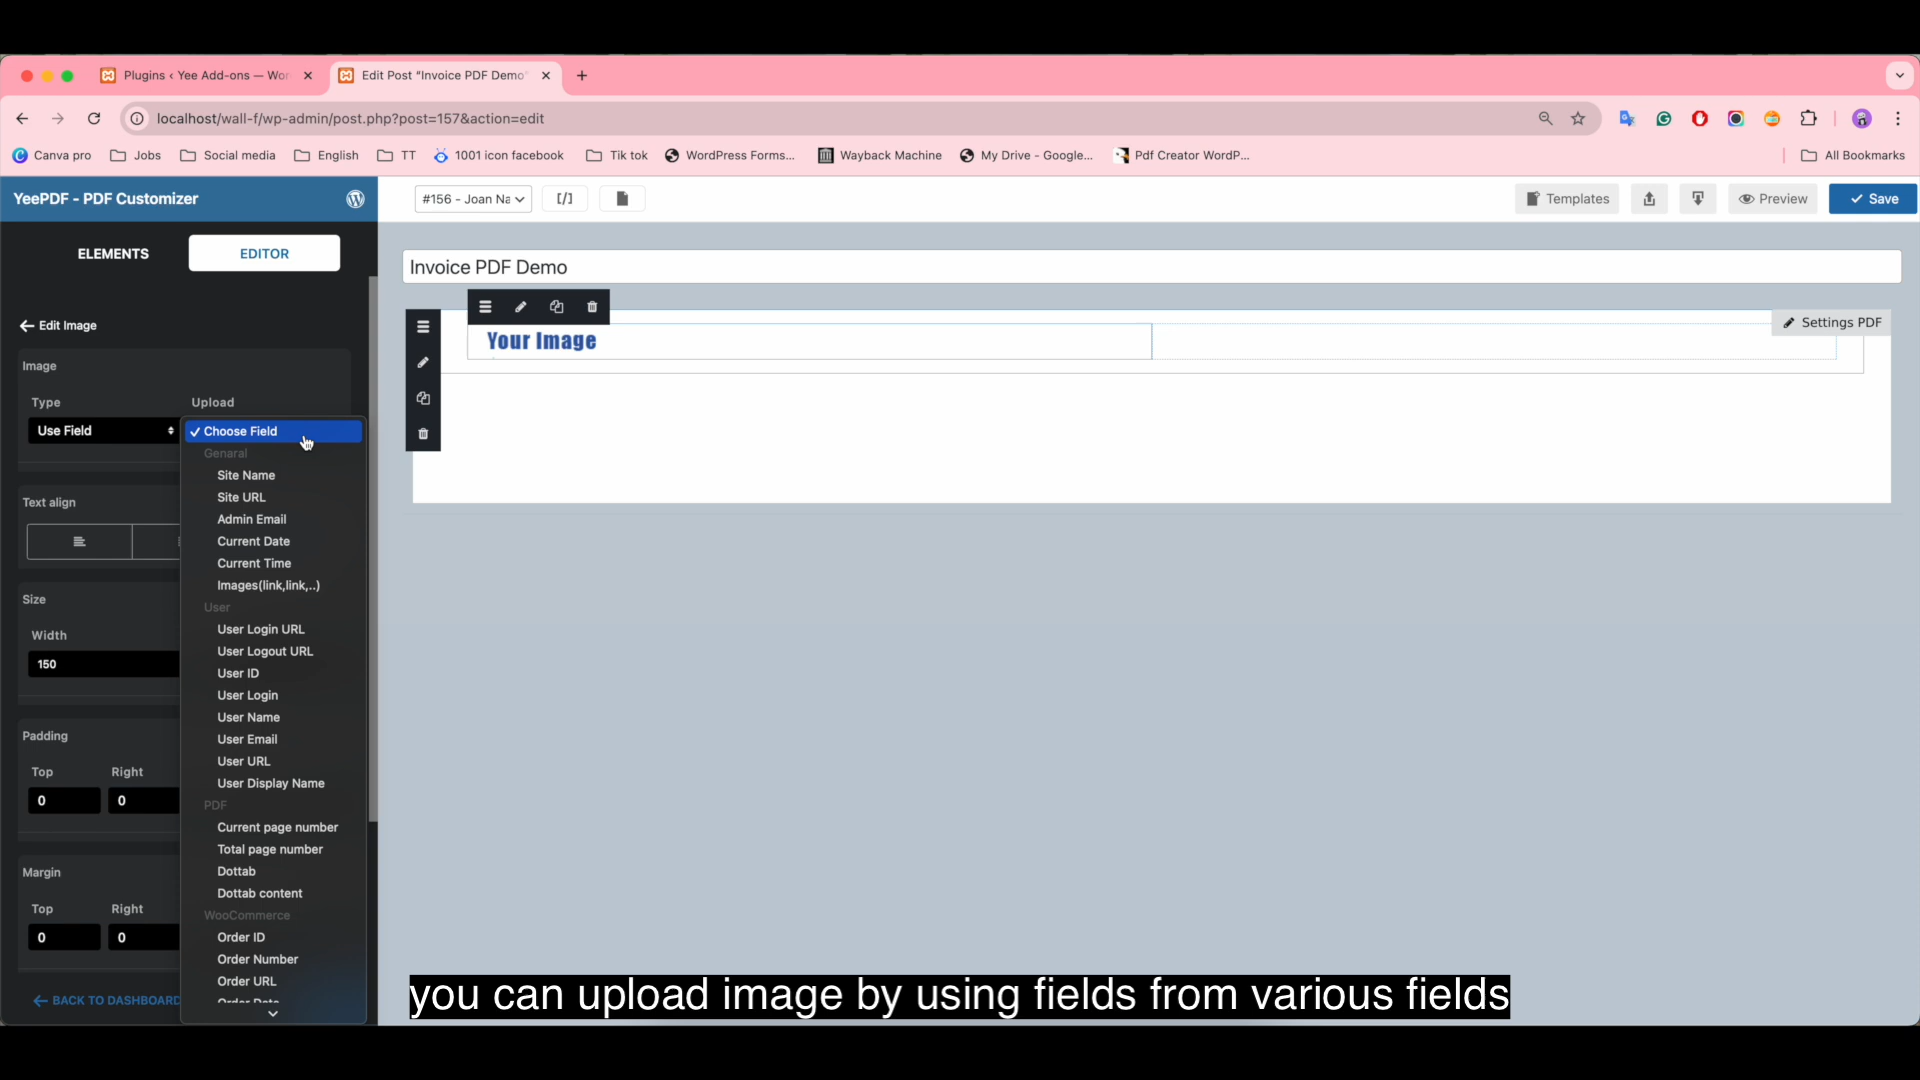 Plugins ‹ Yee Add-ons — Wor
Edit Post “Invoice PDF Demo”
localhost/wall-f/wp-admin/post.php?post=157&action=edit
Canva pro
Jobs
Social media
English
TT
1001 icon facebook
Tik tok
WordPress Forms...
Wayback Machine
My Drive - Google...
Pdf Creator WordP...
All Bookmarks
YeePDF - PDF Customizer
#156 - Joan Na
[/]
Templates
Preview
Save
ELEMENTS
EDITOR
Invoice PDF Demo
Edit Image
Your Image
Settings PDF
Image
Type
Upload
Use Field
Choose Field
Genaral
Site Name
Site URL
Admin Email
Current Date
Current Time
Images(link,link,..)
User
User Login URL
User Logout URL
User ID
User Login
User Name
User Email
User URL
User Display Name
PDF
Current page number
Total page number
Dottab
Dottab content
WooCommerce
Order ID
Order Number
Order URL
Order Date
Text align
Size
Width
150
Padding
Top
Right
0
0
Margin
Top
Right
0
0
BACK TO DASHBOARD
you can upload image by using fields from various fields